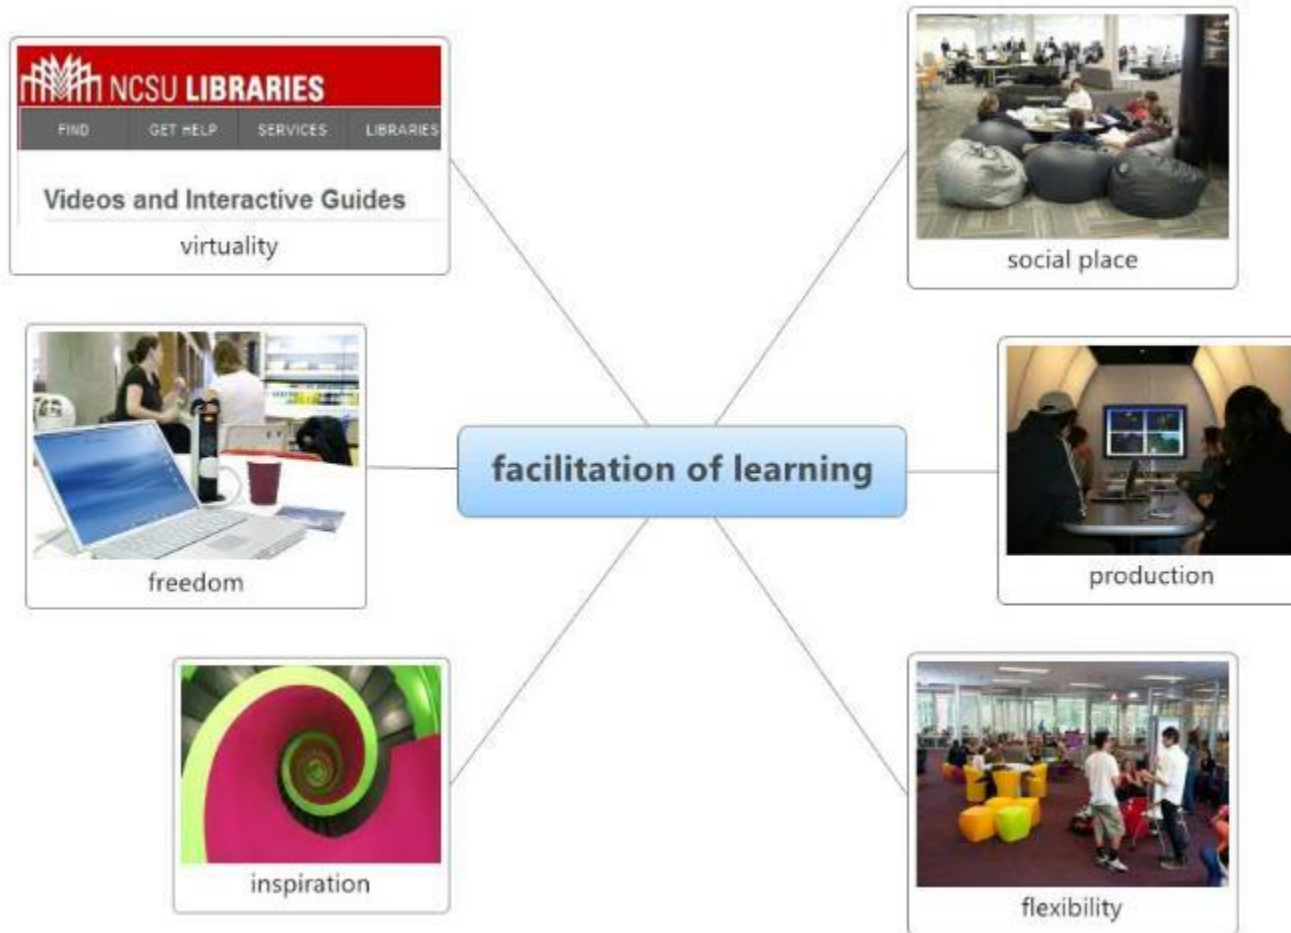 NCSU LIBRARIES
FIND GET HELP SERVICES LIBRARIES
Videos and Interactive Guides
virtuality
social place
freedom
facilitation of learning
production
inspiration
flexibility